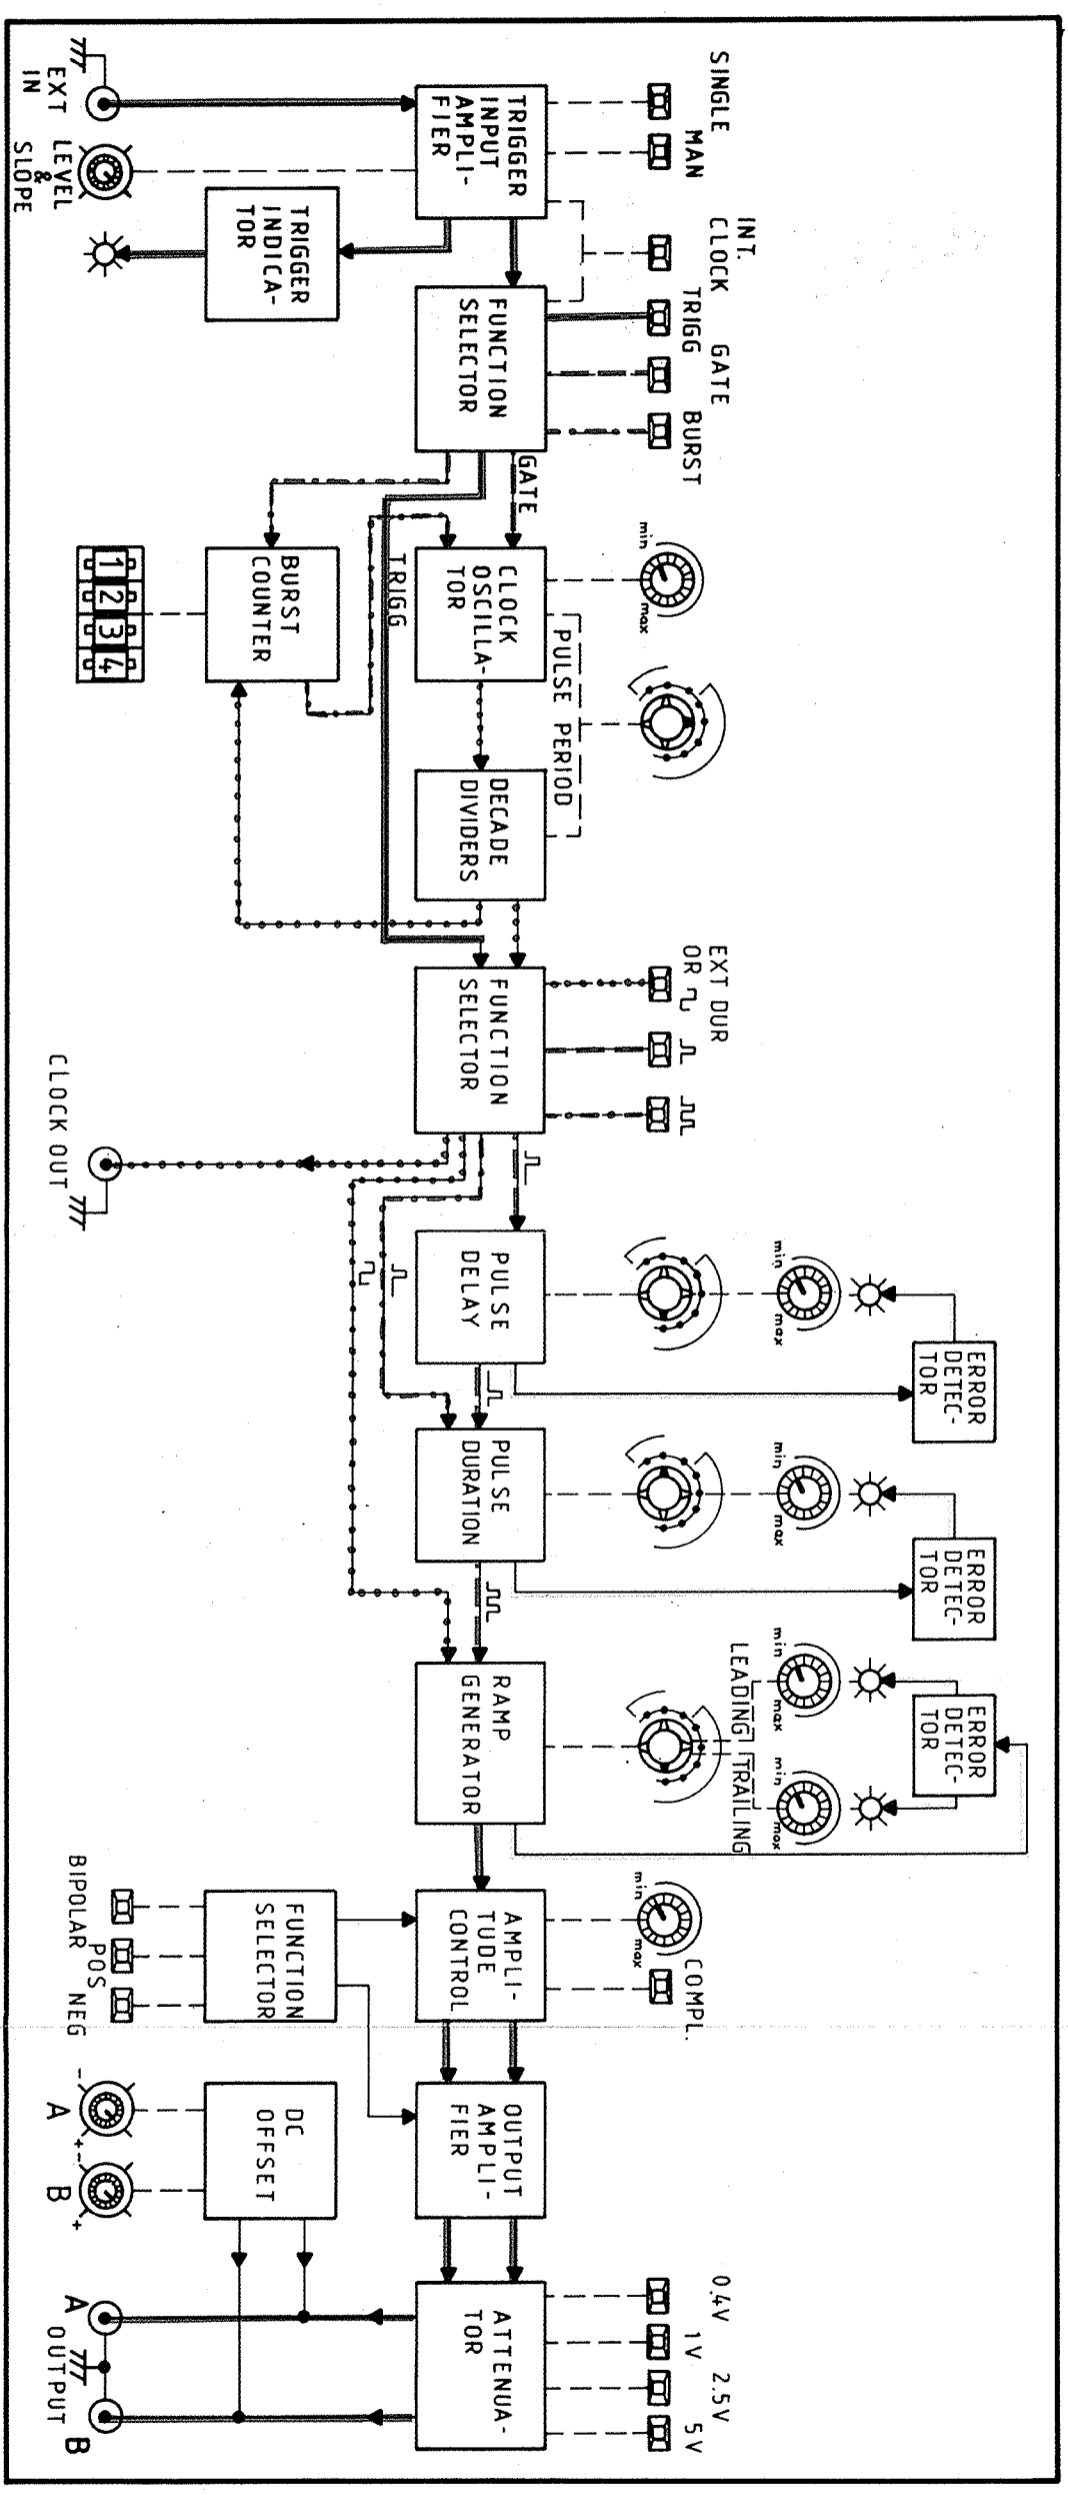 SINGLE
MAN
INT.
CLOCK
TRIGG
GATE
BURST
TRIGGER
INPUT
AMPLI-
FIER
EXT
IN
LEVEL
&
SLOPE
TRIGGER
INDICA-
TOR
FUNCTION
SELECTOR
GATE
TRIGG
min
max
CLOCK
OSCILLA-
TOR
PULSE PERIOD
BURST
COUNTER
1 2 3 4
DECADE
DIVIDERS
EXT DUR
OR
FUNCTION
SELECTOR
CLOCK OUT
PULSE
DELAY
min
max
ERROR
DETEC-
TOR
PULSE
DURATION
min
max
ERROR
DETEC-
TOR
RAMP
GENERATOR
LEADING
TRAILING
min
max
min
max
ERROR
DETEC-
TOR
min
max
COMPL.
AMPLI-
TUDE
CONTROL
FUNCTION
SELECTOR
BIPOLAR
POS
NEG
OUTPUT
AMPLI-
FIER
DC
OFFSET
- A +
- B +
0.4V
1V
2.5V
5V
ATTENUA-
TOR
A OUTPUT B